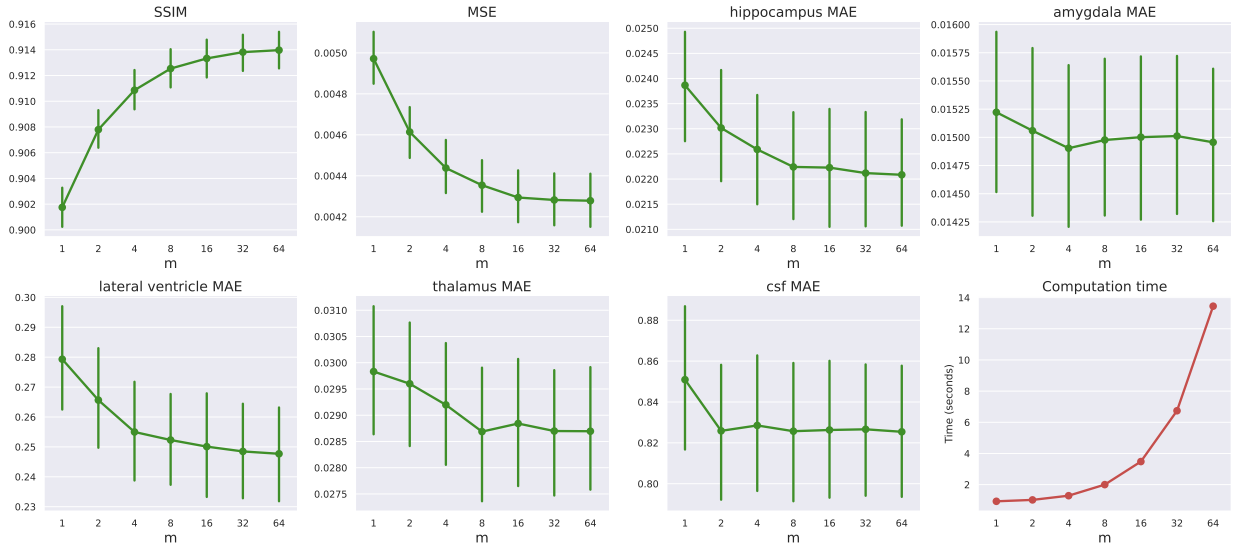 SSIM
0.916
0.914
0.912
0.910
0.908
0.906
0.904
0.902
0.900
1 2 4 8 16 32 64
m
MSE
0.0050
0.0048
0.0046
0.0044
0.0042
1 2 4 8 16 32 64
m
hippocampus MAE
0.0250
0.0245
0.0240
0.0235
0.0230
0.0225
0.0220
0.0215
0.0210
1 2 4 8 16 32 64
m
amygdala MAE
0.01600
0.01575
0.01550
0.01525
0.01500
0.01475
0.01450
0.01425
1 2 4 8 16 32 64
m
lateral ventricle MAE
0.30
0.29
0.28
0.27
0.26
0.25
0.24
0.23
1 2 4 8 16 32 64
m
thalamus MAE
0.0310
0.0305
0.0300
0.0295
0.0290
0.0285
0.0280
0.0275
1 2 4 8 16 32 64
m
csf MAE
0.88
0.86
0.84
0.82
0.80
1 2 4 8 16 32 64
m
Computation time
Time (seconds)
14
12
10
8
6
4
2
1 2 4 8 16 32 64
m